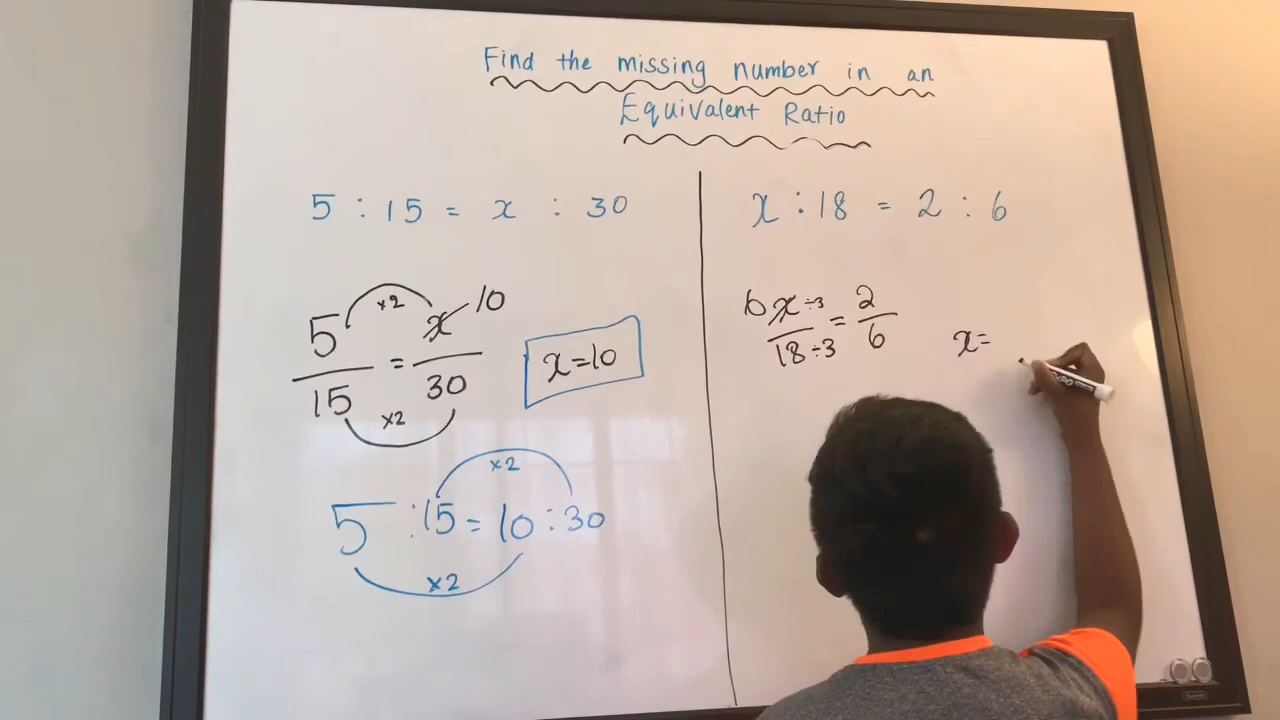 Find the missing number in an
Equivalent Ratio
5 : 15 = x : 30
×2
5/15 = x/30
10
×2
x=10
×2
5 : 15 = 10 : 30
×2
x : 18 = 2 : 6
6
x÷3/18÷3 = 2/6
x=